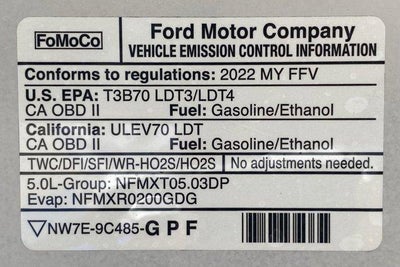 FoMoCo
Ford Motor Company
VEHICLE EMISSION CONTROL INFORMATION
Conforms to regulations: 2022 MY FFV
U.S. EPA: T3B70 LDT3/LDT4
CA OBD II Fuel: Gasoline/Ethanol
California: ULEV70 LDT
CA OBD II Fuel: Gasoline/Ethanol
TWC/DFI/SFI/WR-HO2S/HO2S No adjustments needed.
5.0L-Group: NFMXT05.03DP
Evap: NFMXR0200GDG
NW7E-9C485-G P F